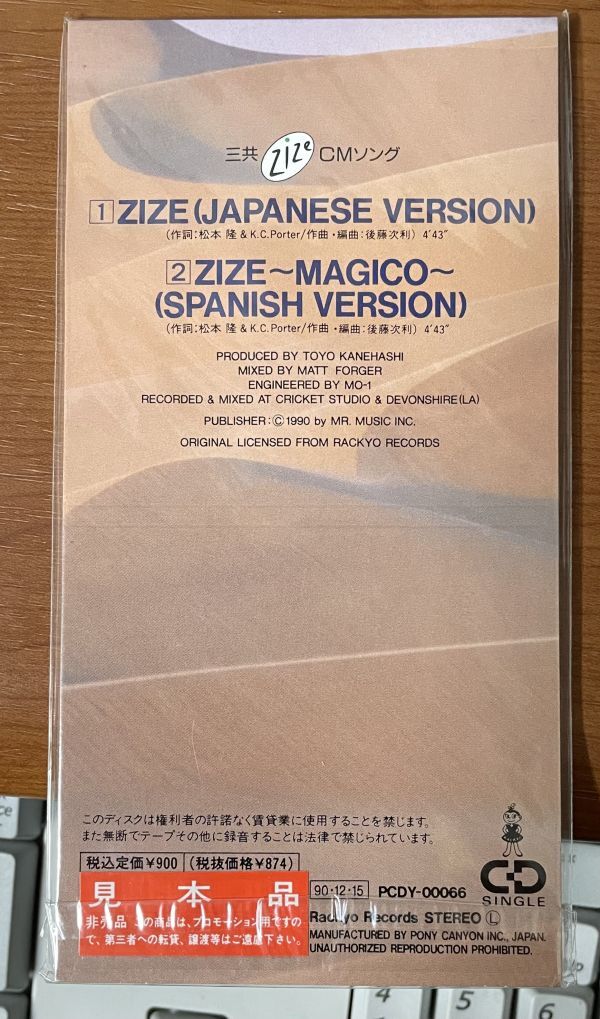 三共 zize CMソング
1 ZIZE(JAPANESE VERSION)
(作詞:松本 隆 & K.C.Porter/作曲・編曲:後藤次利) 4'43"
2 ZIZE〜MAGICO〜
(SPANISH VERSION)
(作詞:松本 隆 & K.C.Porter/作曲・編曲:後藤次利) 4'43"
PRODUCED BY TOYO KANEHASHI
MIXED BY MATT FORGER
ENGINEERED BY MO-1
RECORDED & MIXED AT CRICKET STUDIO & DEVONSHIRE(LA)
PUBLISHER:Ⓒ1990 by MR. MUSIC INC.
ORIGINAL LICENSED FROM RACKYO RECORDS
このディスクは権利者の許諾なく賃貸業に使用することを禁じます。
また無断でテープその他に録音することは法律で禁じられています。
税込定価¥900 (税抜価格¥874)
見本品
非売品 この商品は、プロモーション用ですの
で、第三者への転貸、譲渡等はご遠慮下さい。
90・12・15 PCDY-00066
CD
SINGLE
Rackyo Records STEREO Ⓛ
MANUFACTURED BY PONY CANYON INC., JAPAN.
UNAUTHORIZED REPRODUCTION PROHIBITED.
4 5 6